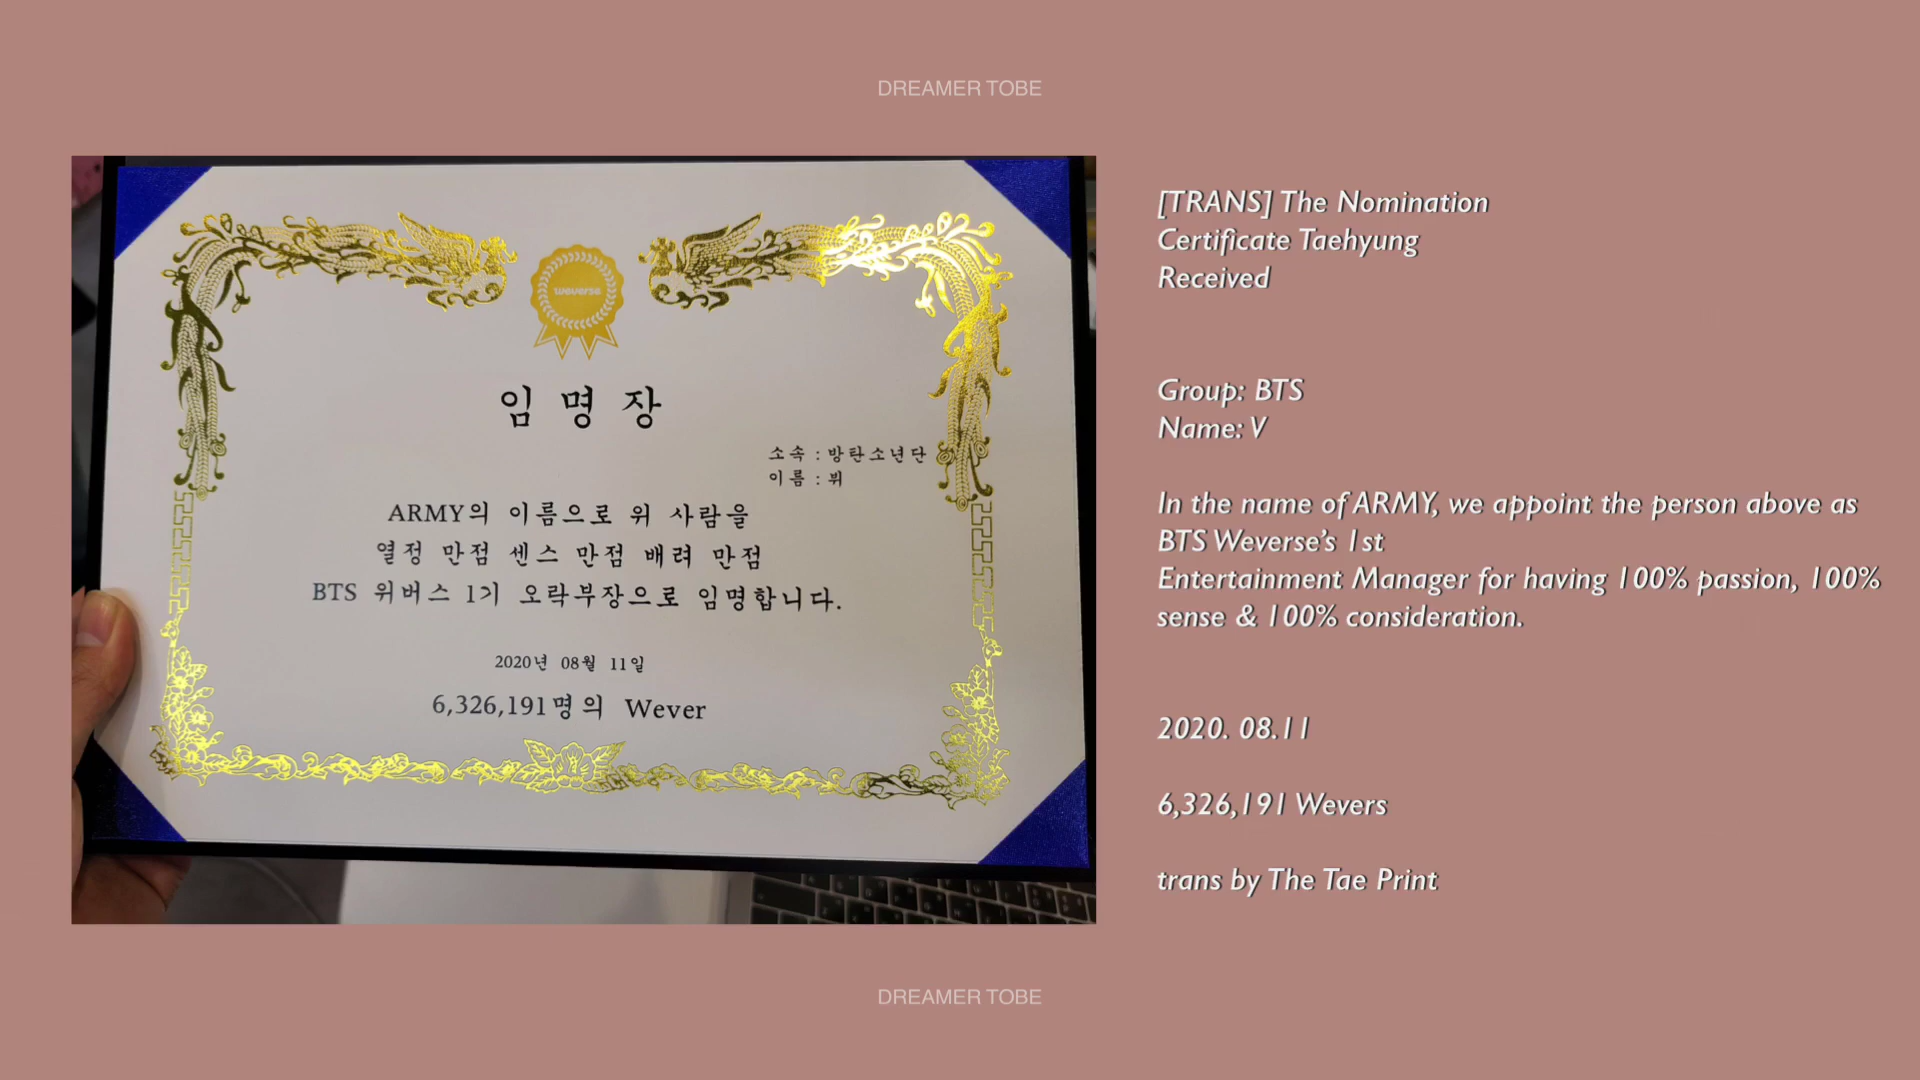 DREAMER TOBE
weverse
임명장
소속 : 방탄소년단
이름 : 뷔
ARMY의 이름으로 위 사람을
열정 만점 센스 만점 배려 만점
BTS 위버스 1기 오락부장으로 임명합니다.
2020년 08월 11일
6,326,191명의 Wever
[TRANS] The Nomination
Certificate Taehyung
Received
Group: BTS
Name: V
In the name of ARMY, we appoint the person above as
BTS Weverse’s 1st
Entertainment Manager for having 100% passion, 100%
sense & 100% consideration.
2020. 08.11
6,326,191 Wevers
trans by The Tae Print
DREAMER TOBE